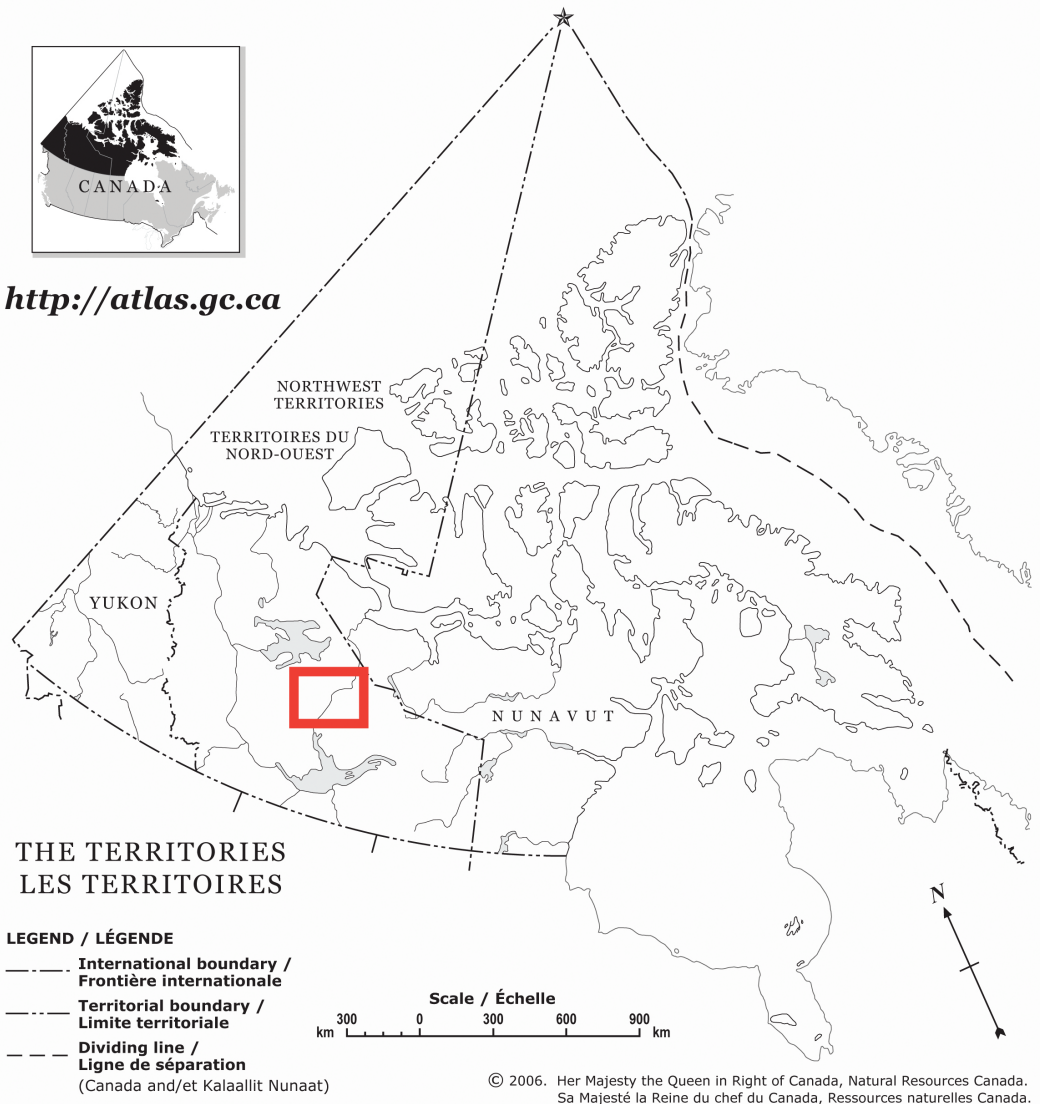 CANADA
http://atlas.gc.ca
NORTHWEST
TERRITORIES
TERRITOIRES DU
NORD-OUEST
YUKON
NUNAVUT
THE TERRITORIES
LES TERRITOIRES
N
LEGEND / LÉGENDE
International boundary /
Frontière internationale
Territorial boundary /
Limite territoriale
Dividing line /
Ligne de séparation
(Canada and/et Kalaallit Nunaat)
Scale / Échelle
km 300 0 300 600 900 km
© 2006. Her Majesty the Queen in Right of Canada, Natural Resources Canada.
Sa Majesté la Reine du chef du Canada, Ressources naturelles Canada.